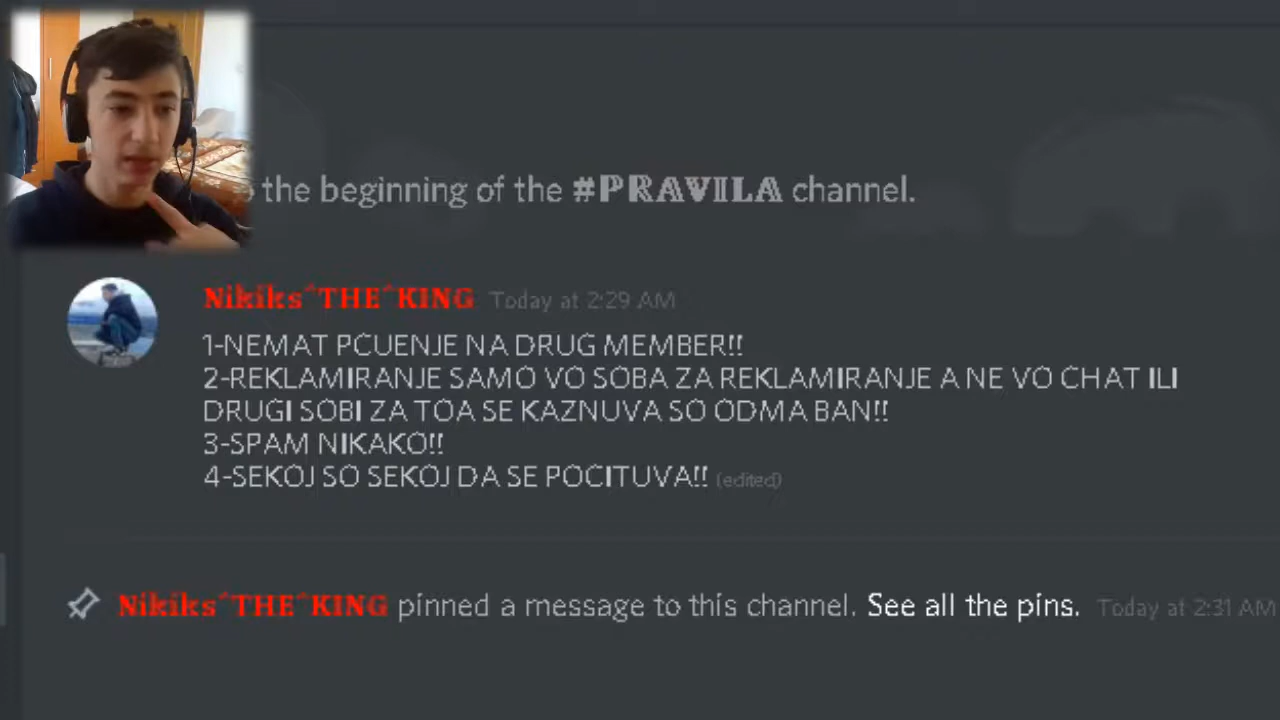 the beginning of the #PRAVILA channel.
Nikiks^THE^KING Today at 2:29 AM
1-NEMAT PCUENJE NA DRUG MEMBER!!
2-REKLAMIRANJE SAMO VO SOBA ZA REKLAMIRANJE A NE VO CHAT ILI
DRUGI SOBI ZA TOA SE KAZNUVA SO ODMA BAN!!
3-SPAM NIKAKO!!
4-SEKOJ SO SEKOJ DA SE POCITUVA!! (edited)
Nikiks^THE^KING pinned a message to this channel. See all the pins. Today at 2:31 AM